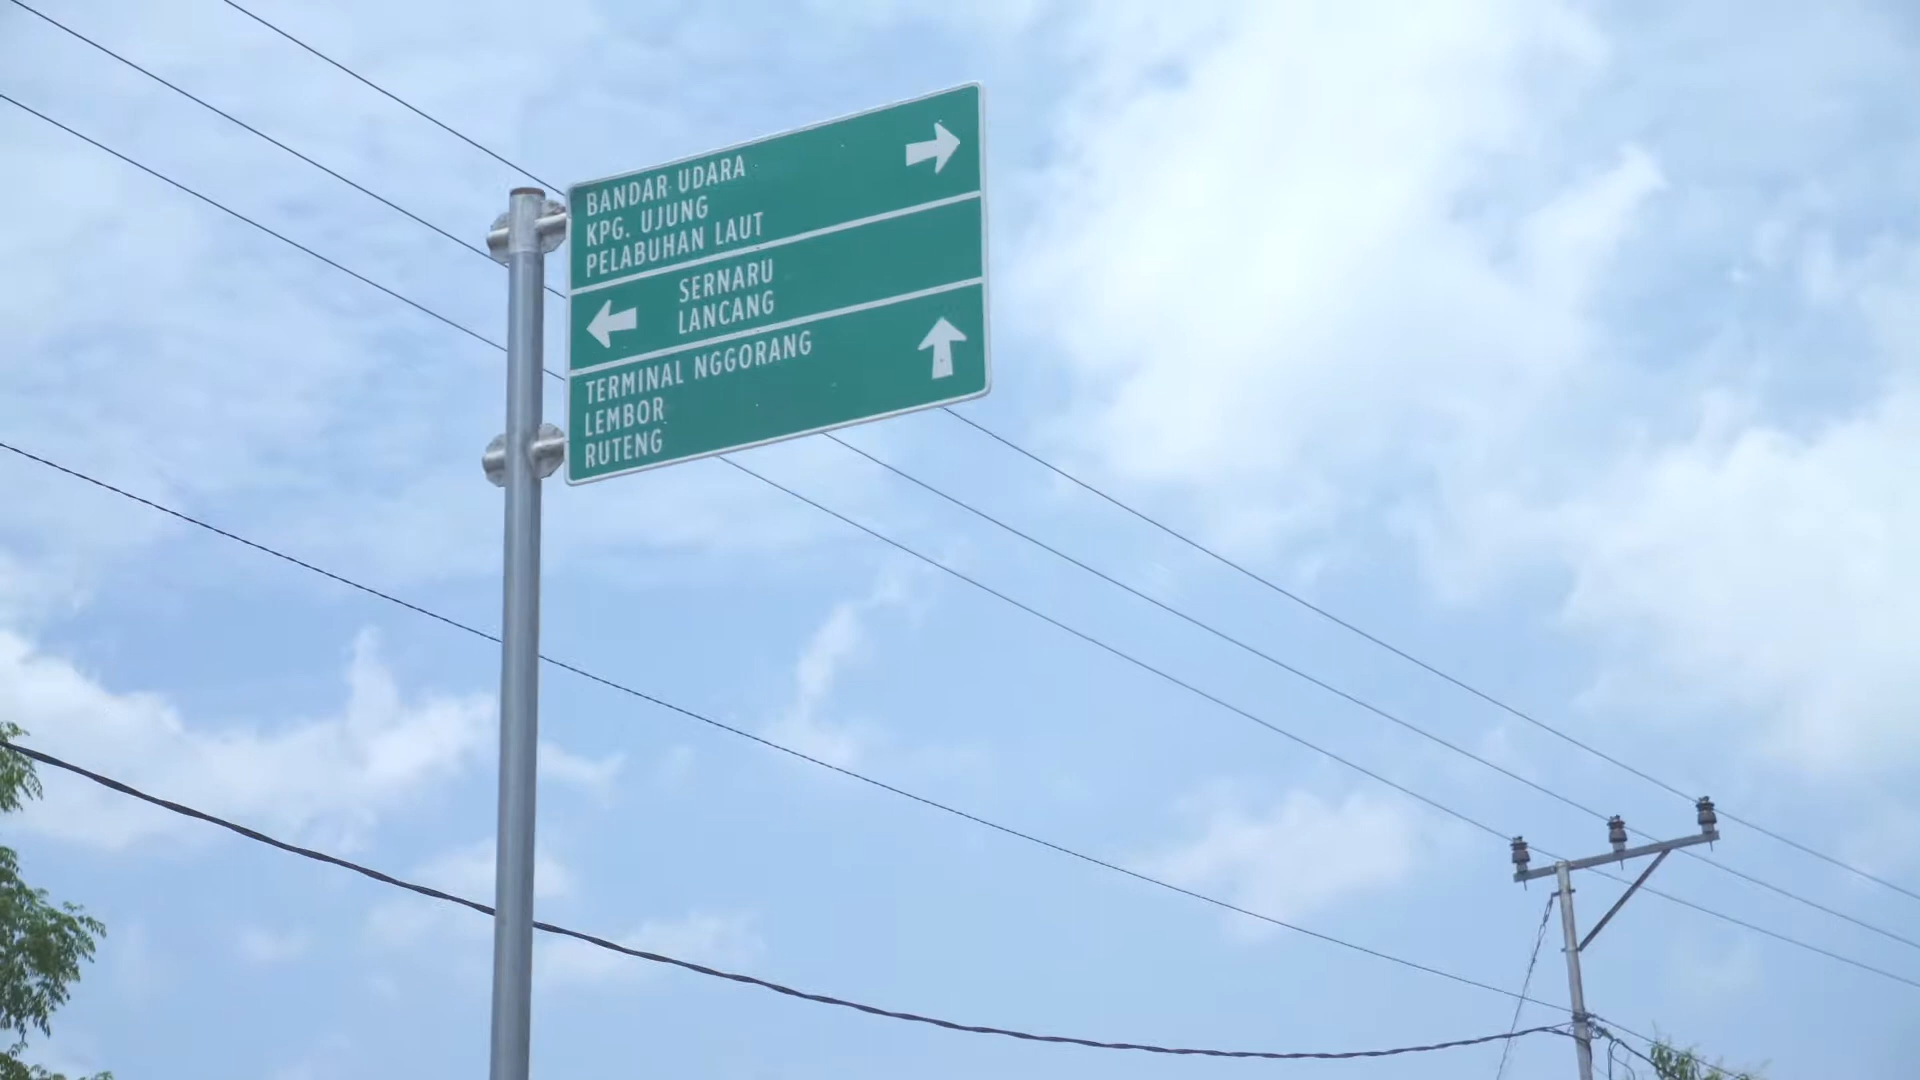 BANDAR UDARA
KPG. UJUNG
PELABUHAN LAUT
SERNARU
LANCANG
TERMINAL NGGORANG
LEMBOR
RUTENG